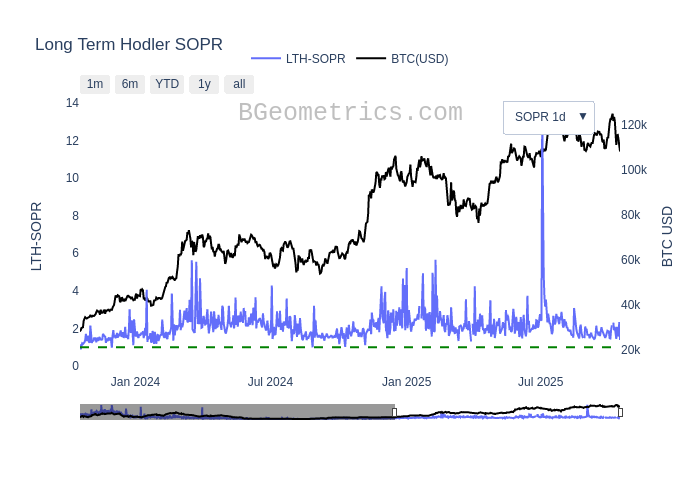 Long Term Hodler SOPR
LTH-SOPR
BTC(USD)
1m
6m
YTD
1y
all
BGeometrics.com
SOPR 1d ▼
14
12
10
8
6
4
2
0
LTH-SOPR
120k
100k
80k
60k
40k
20k
BTC USD
Jan 2024
Jul 2024
Jan 2025
Jul 2025